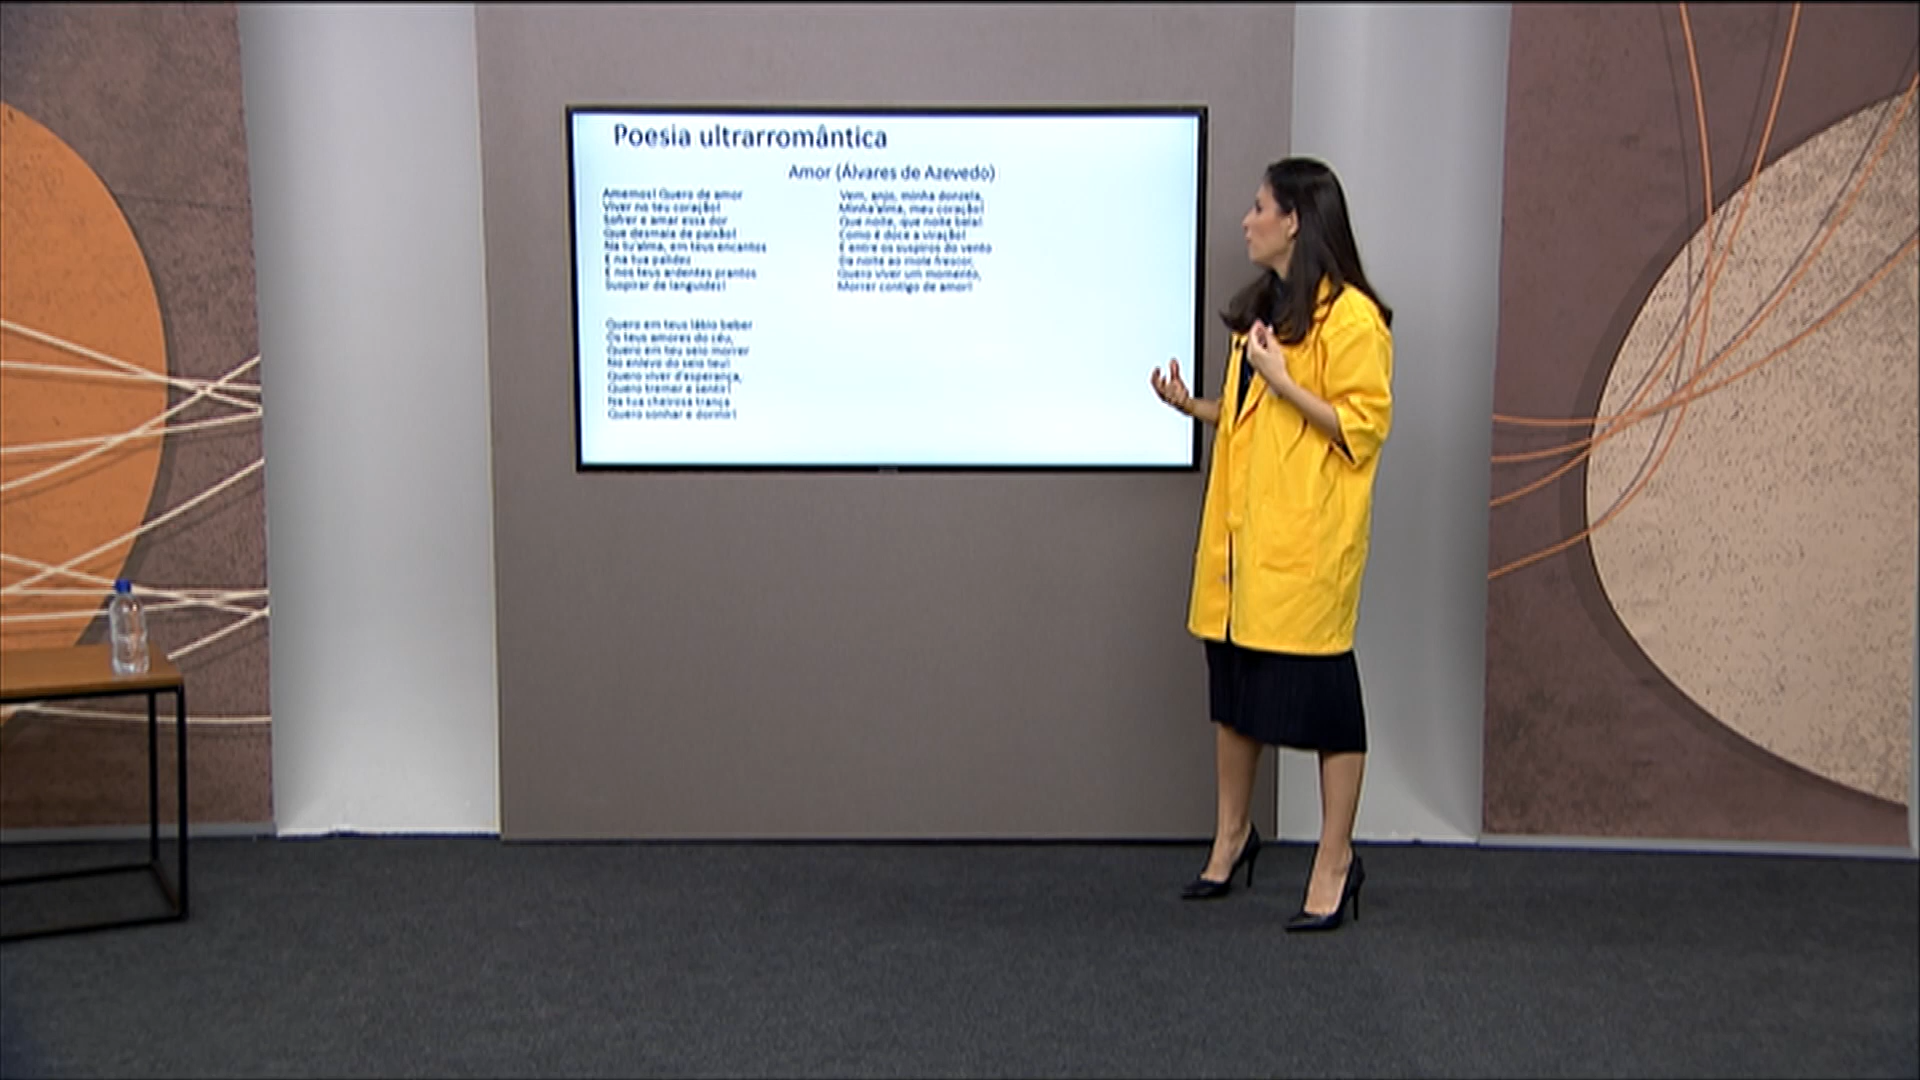 Poesia ultrarromântica
Amor (Álvares de Azevedo)
Amemos! Quero de amor
Viver no teu coração!
Sofrer e amar essa dor
Que desmaia de paixão!
Na tu'alma, em teus encantos
E na tua palidez
E nos teus ardentes prantos
Suspirar de languidez!
Quero em teus lábio beber
Os teus amores do céu,
Quero em teu seio morrer
No enlevo do seio teu!
Quero viver d'esperança,
Quero tremer e sentir!
Na tua cheirosa trança
Quero sonhar e dormir!
Vem, anjo, minha donzela,
Minha'alma, meu coração!
Que noite, que noite bela!
Como é doce a viração!
E entre os suspiros do vento
Da noite ao mole frescor,
Quero viver um momento,
Morrer contigo de amor!